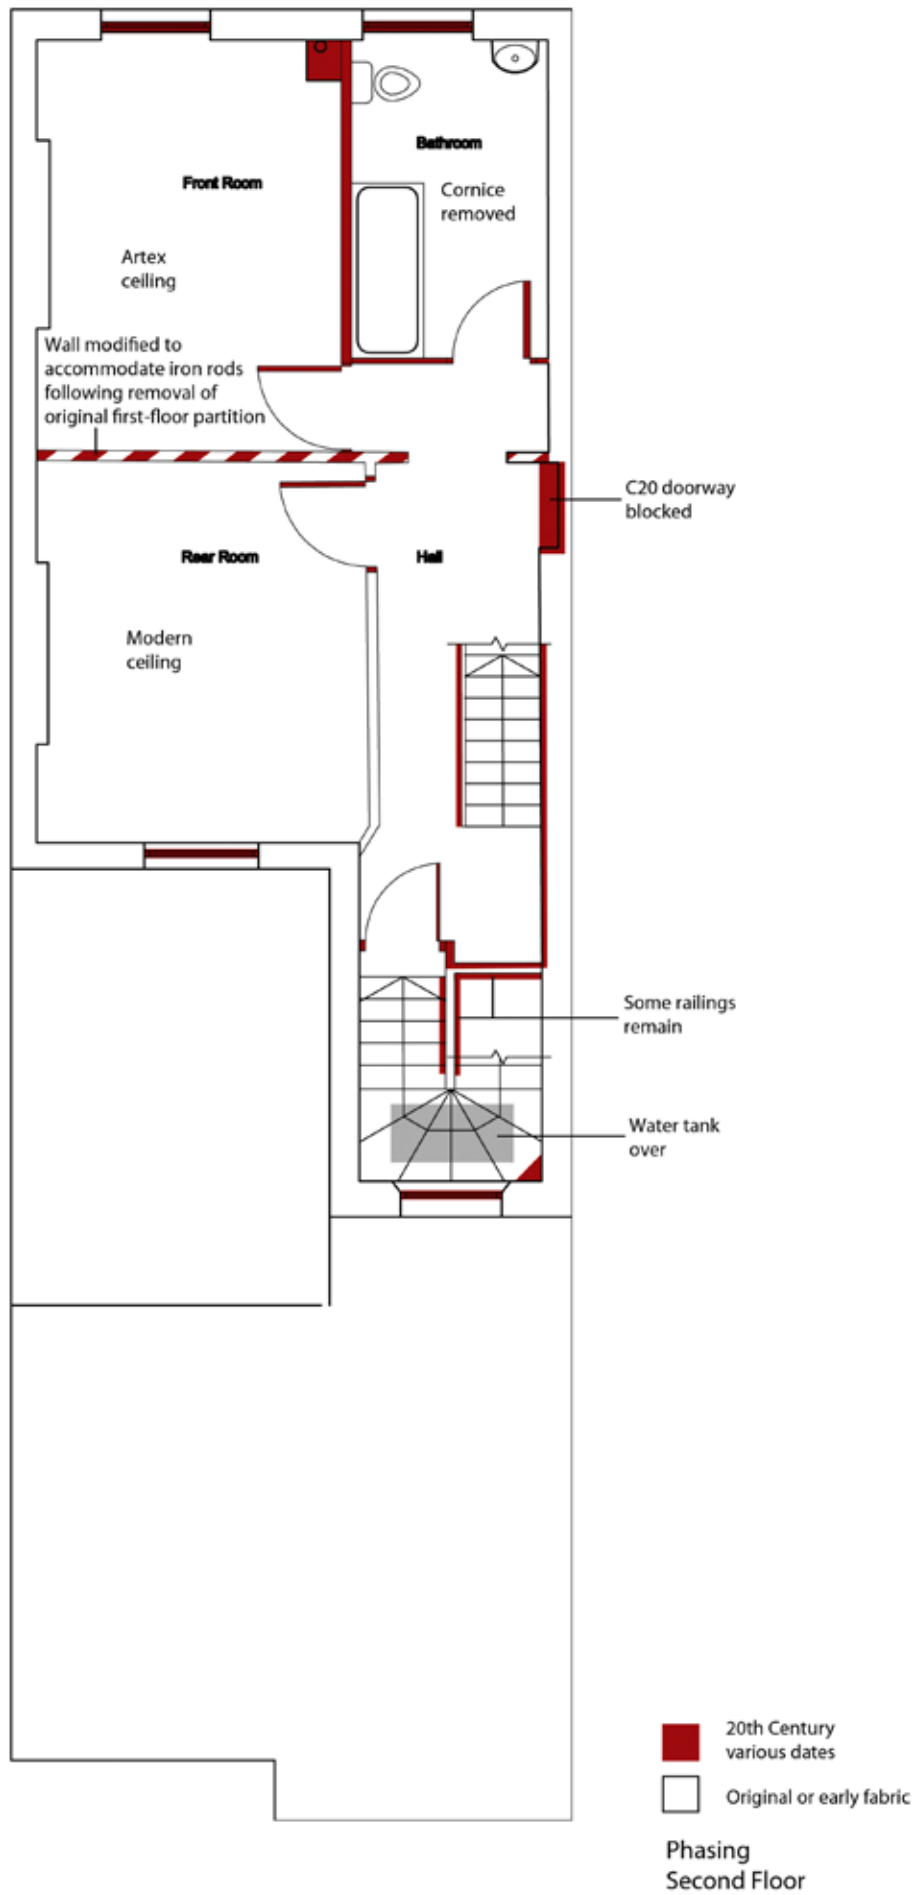 Bathroom
Front Room
Cornice
removed
Artex
ceiling
Wall modified to
accommodate iron rods
following removal of
original first-floor partition
C20 doorway
blocked
Rear Room
Hall
Modern
ceiling
Some railings
remain
Water tank
over
20th Century
various dates
Original or early fabric
Phasing
Second Floor